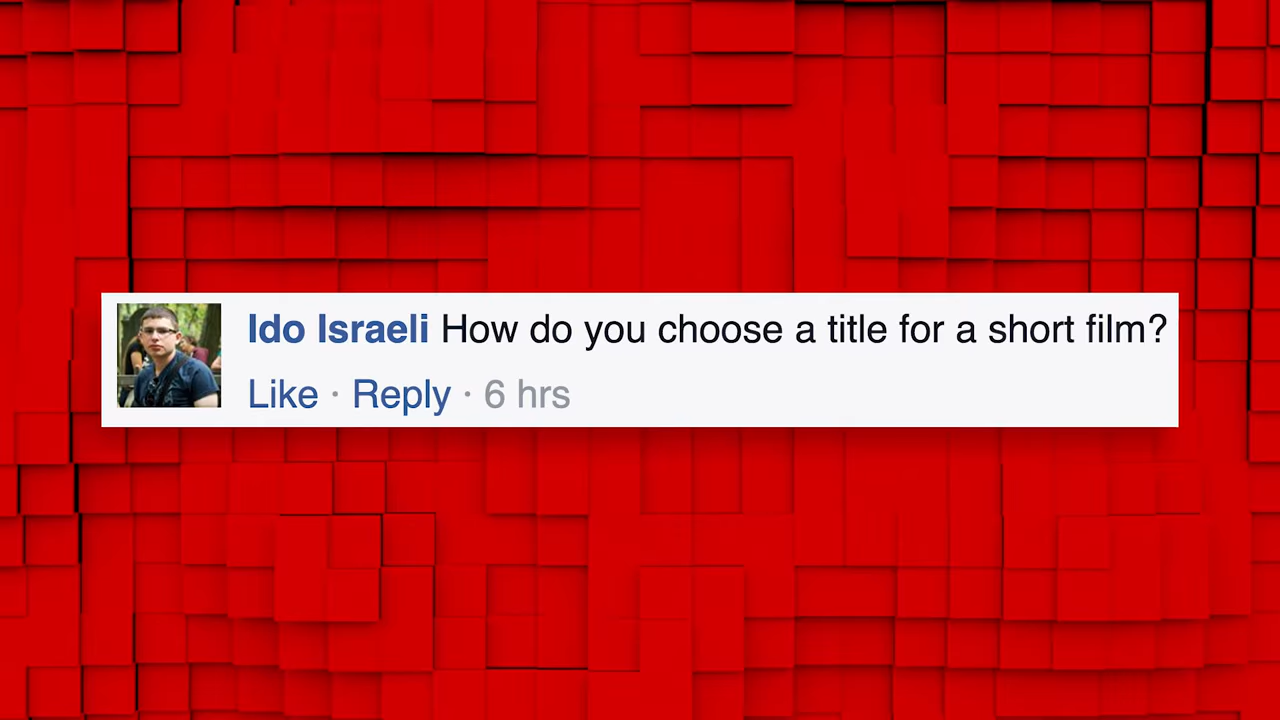 Ido Israeli How do you choose a title for a short film?
Like · Reply · 6 hrs